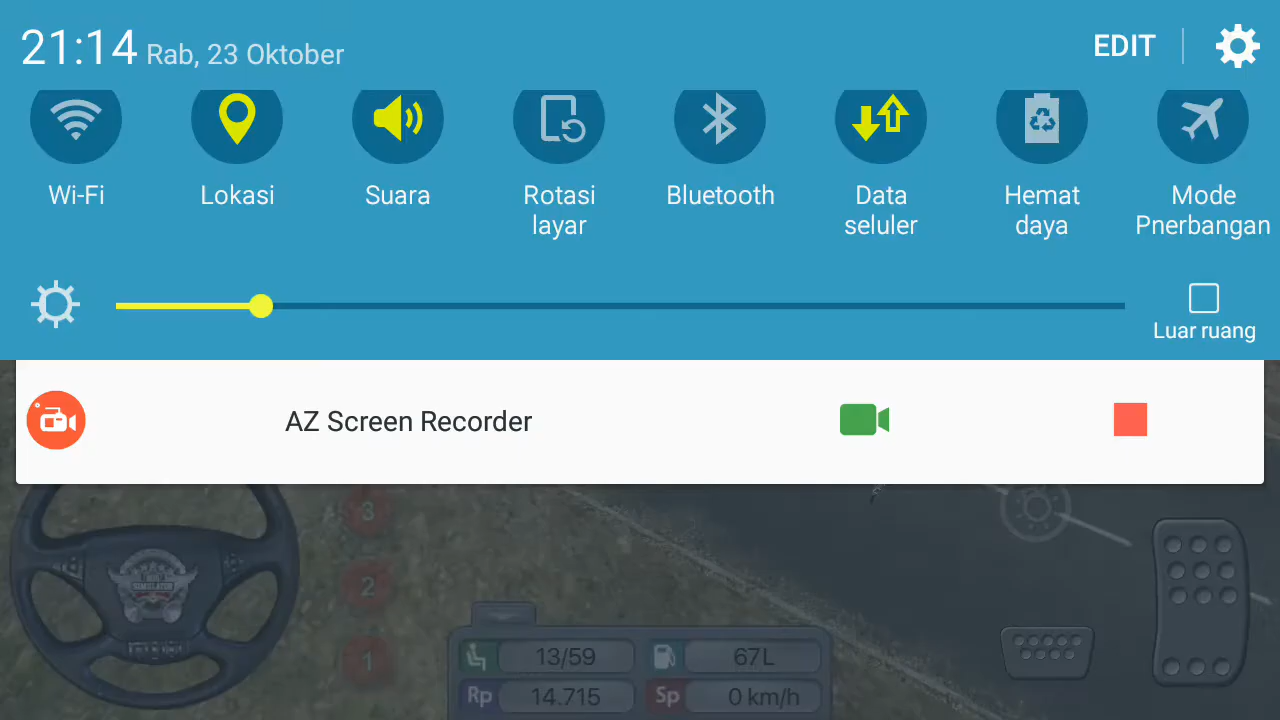 21:14 Rab, 23 Oktober EDIT
Wi-Fi Lokasi Suara Rotasi layar Bluetooth Data seluler Hemat daya Mode Pnerbangan
Luar ruang
AZ Screen Recorder
3
2
1
13/59 67L
Rp 14.715 Sp 0 km/h